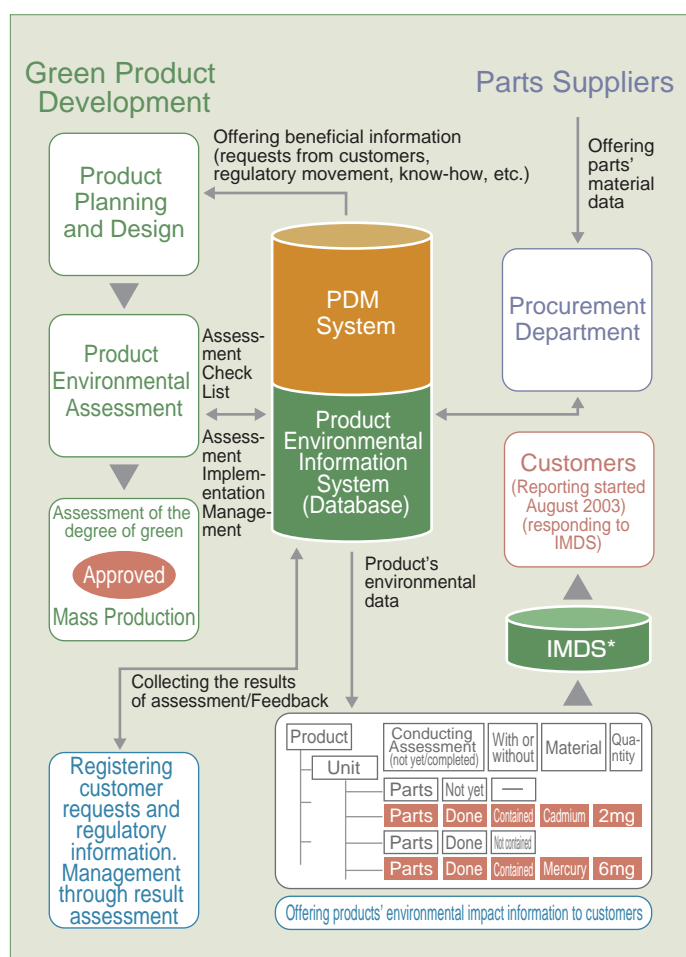 Green Product
Development
Parts Suppliers
Offering beneficial information
(requests from customers,
regulatory movement, know-how, etc.)
Offering
parts'
material
data
Product
Planning
and Design
PDM
System
Procurement
Department
Product
Environmental
Assessment
Assess-
ment
Check
List
Assess-
ment
Implem-
entation
Manage-
ment
Product
Environmental
Information
System
(Database)
Customers
(Reporting started
August 2003)
(responding to
IMDS)
Assessment of the
degree of green
Approved
Mass Production
Product's
environmental
data
IMDS*
Collecting the results
of assessment/Feedback
Registering
customer
requests and
regulatory
information.
Management
through result
assessment
Product
Unit
Conducting
Assessment
(not yet/completed)
With or
without
Material
Qua-
ntity
Parts Not yet —
Parts Done Contained Cadmium 2mg
Parts Done Not contained
Parts Done Contained Mercury 6mg
Offering products' environmental impact information to customers